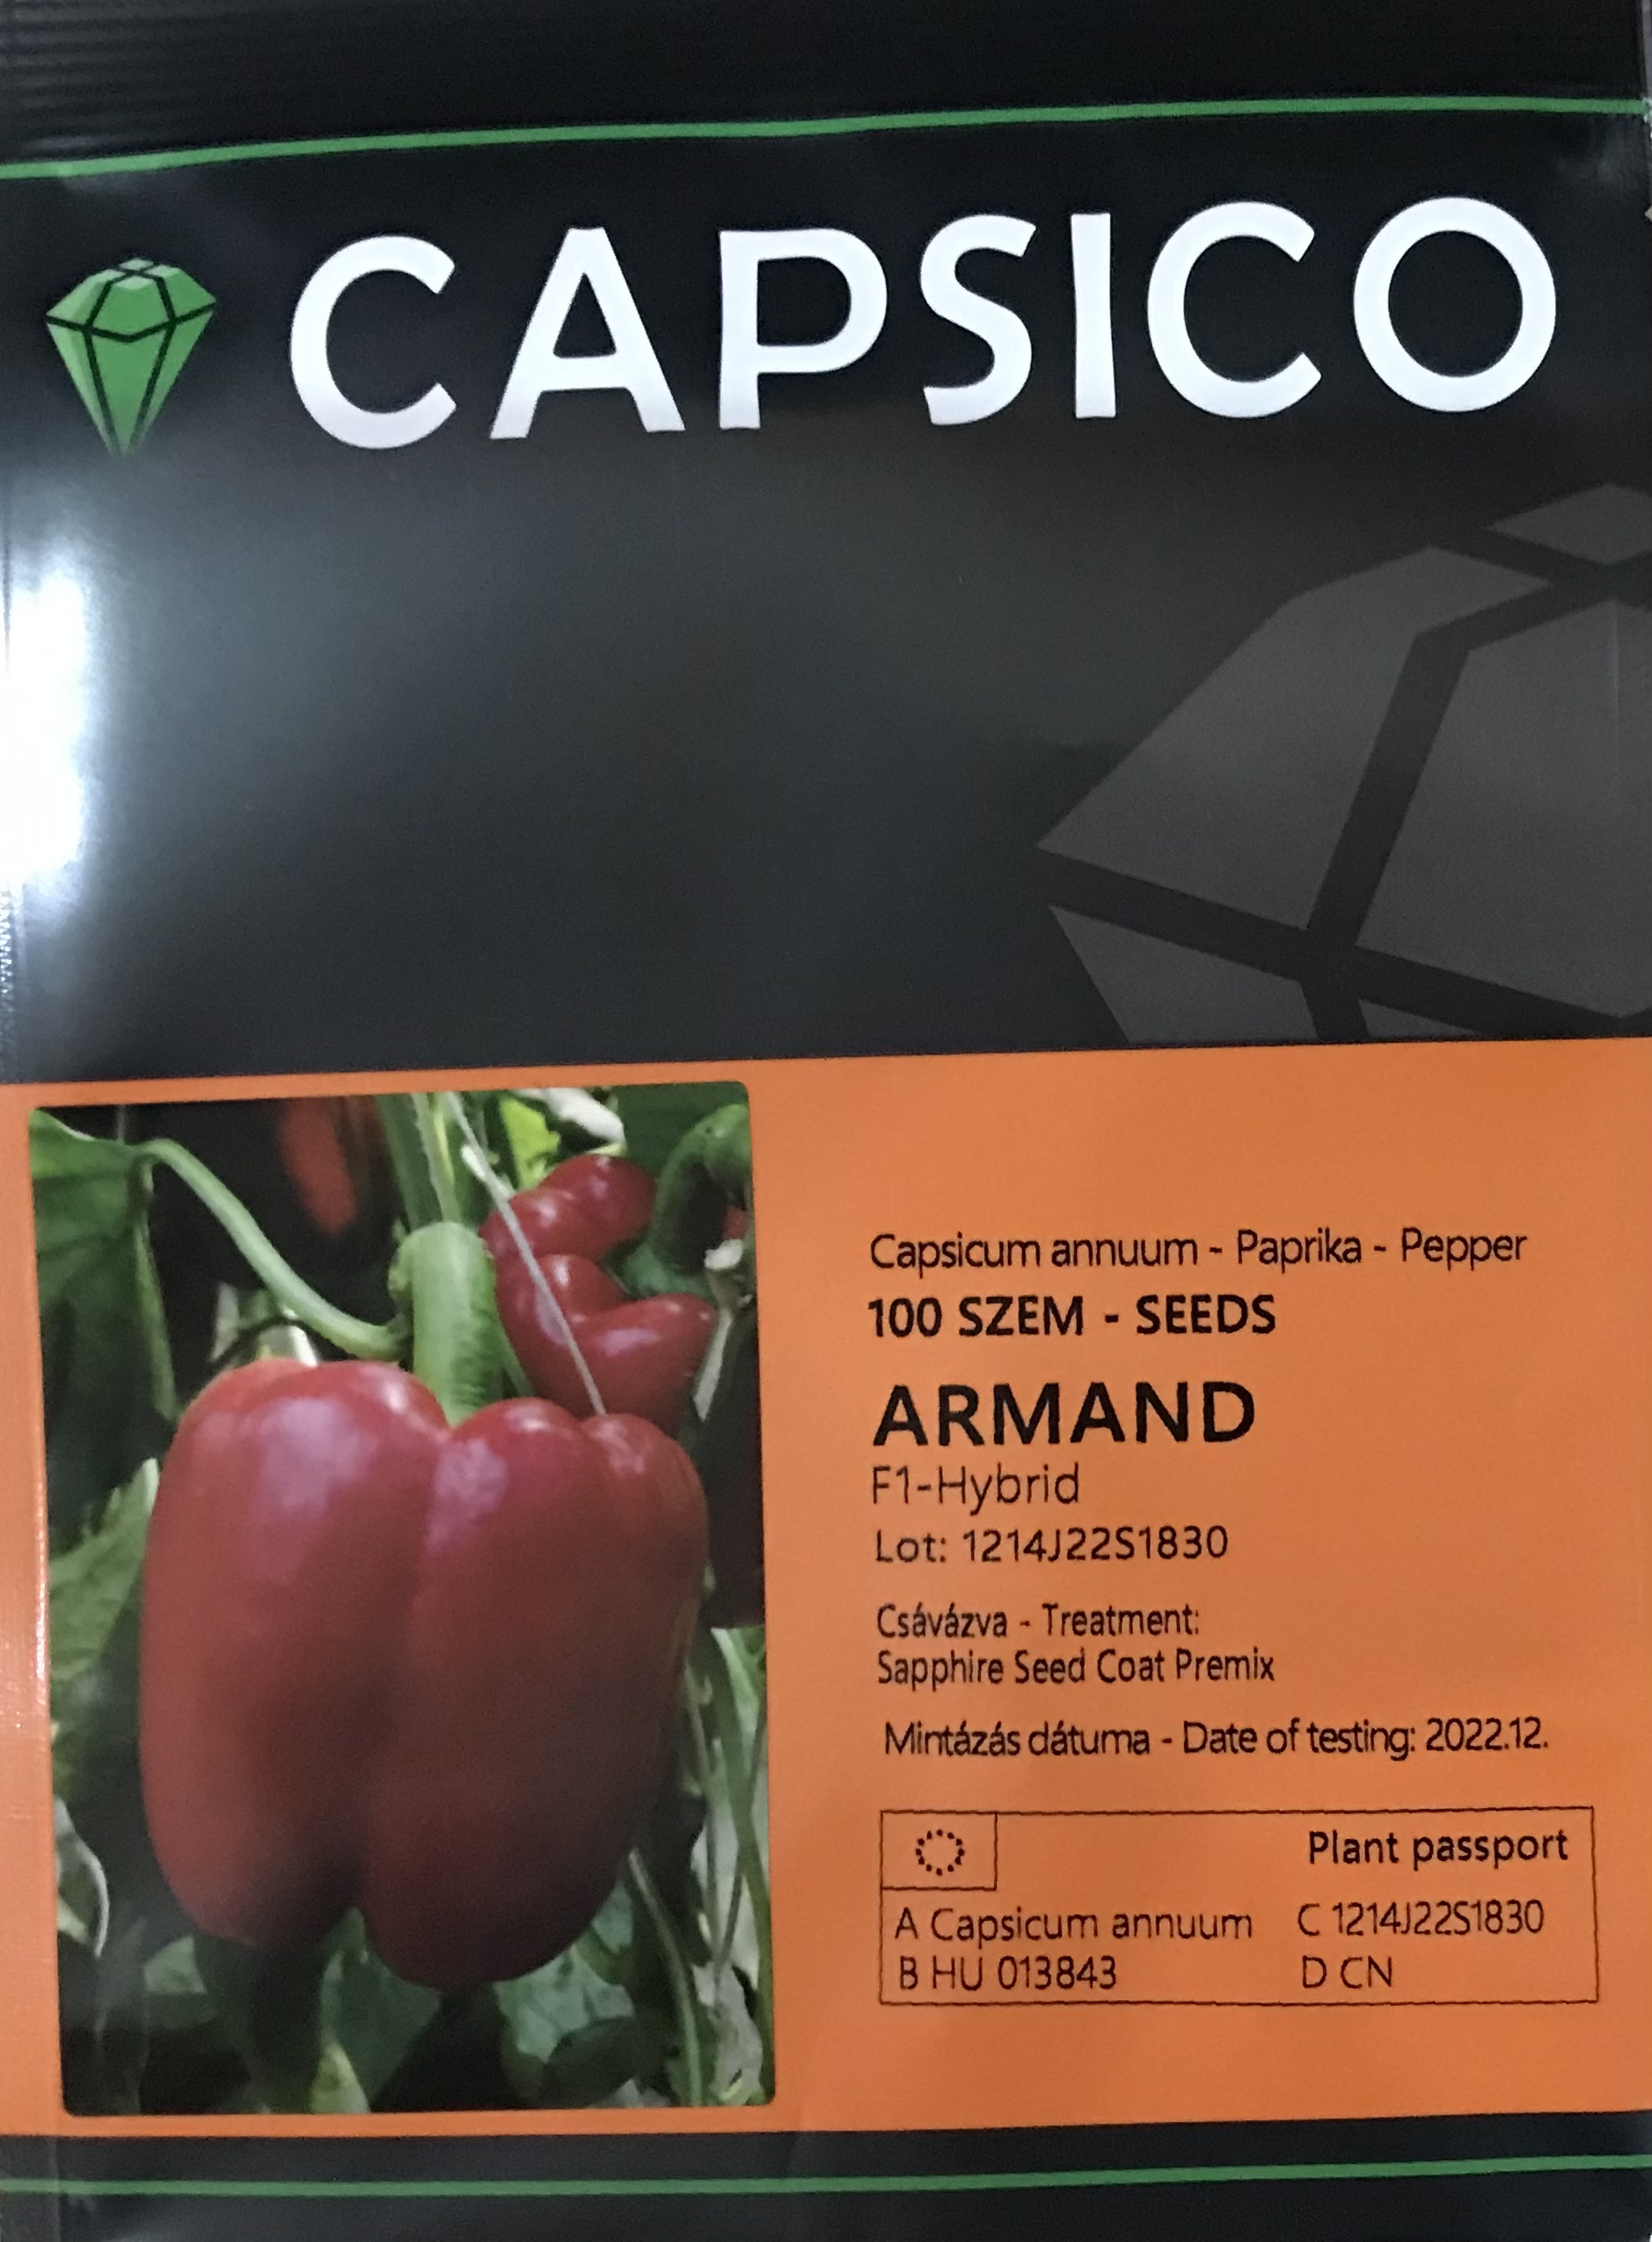 CAPSICO
Capsicum annuum - Paprika - Pepper
100 SZEM - SEEDS
ARMAND
F1-Hybrid
Lot: 1214J22S1830
Csávázva - Treatment:
Sapphire Seed Coat Premix
Mintázás dátuma - Date of testing: 2022.12.
Plant passport
A Capsicum annuum C 1214J22S1830
B HU 013843 D CN